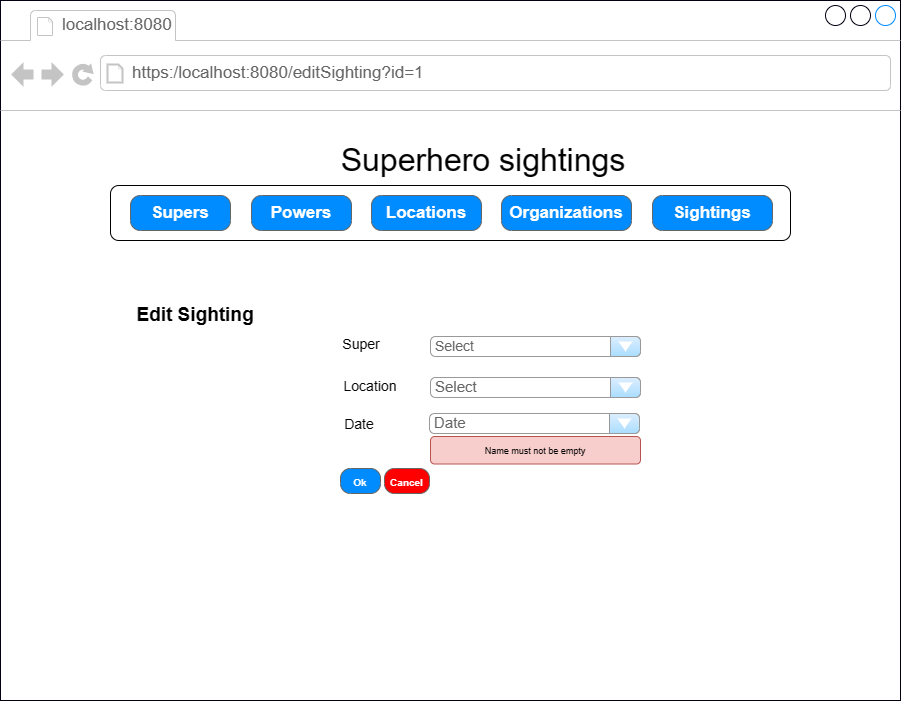 localhost:8080
https:/localhost:8080/editSighting?id=1
Superhero sightings
Supers Powers Locations Organizations Sightings
Edit Sighting
Super Select
Location Select
Date Date
Name must not be empty
Ok Cancel